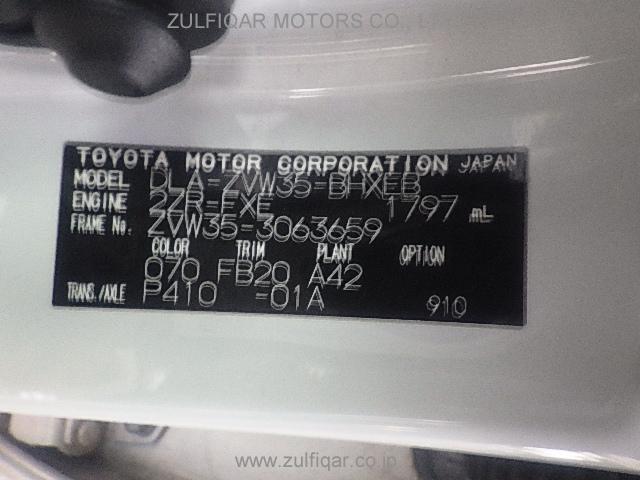 ZULFIQAR MOTORS CO., L
TOYOTA MOTOR CORPORATION JAPAN
MODEL DLA-ZVW35-BHXEB
ENGINE 2ZR-FXE 1797 mL
FRAME No. ZVW35-3063659
COLOR TRIM PLANT OPTION
070 FB20 A42
TRANS./AXLE P410 -01A 910
www.zulfiqar.co.jp